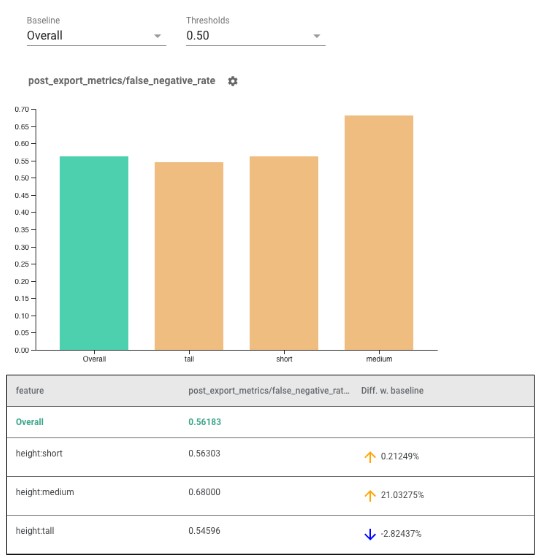 Baseline Thresholds
Overall 0.50
post_export_metrics/false_negative_rate
0.70
0.65
0.60
0.55
0.50
0.45
0.40
0.35
0.30
0.25
0.20
0.15
0.10
0.05
0.00
Overall tall short medium
feature post_export_metrics/false_negative_rat... Diff. w. baseline
Overall 0.56183
height:short 0.56303 0.21249%
height:medium 0.68000 21.03275%
height:tall 0.54596 -2.82437%